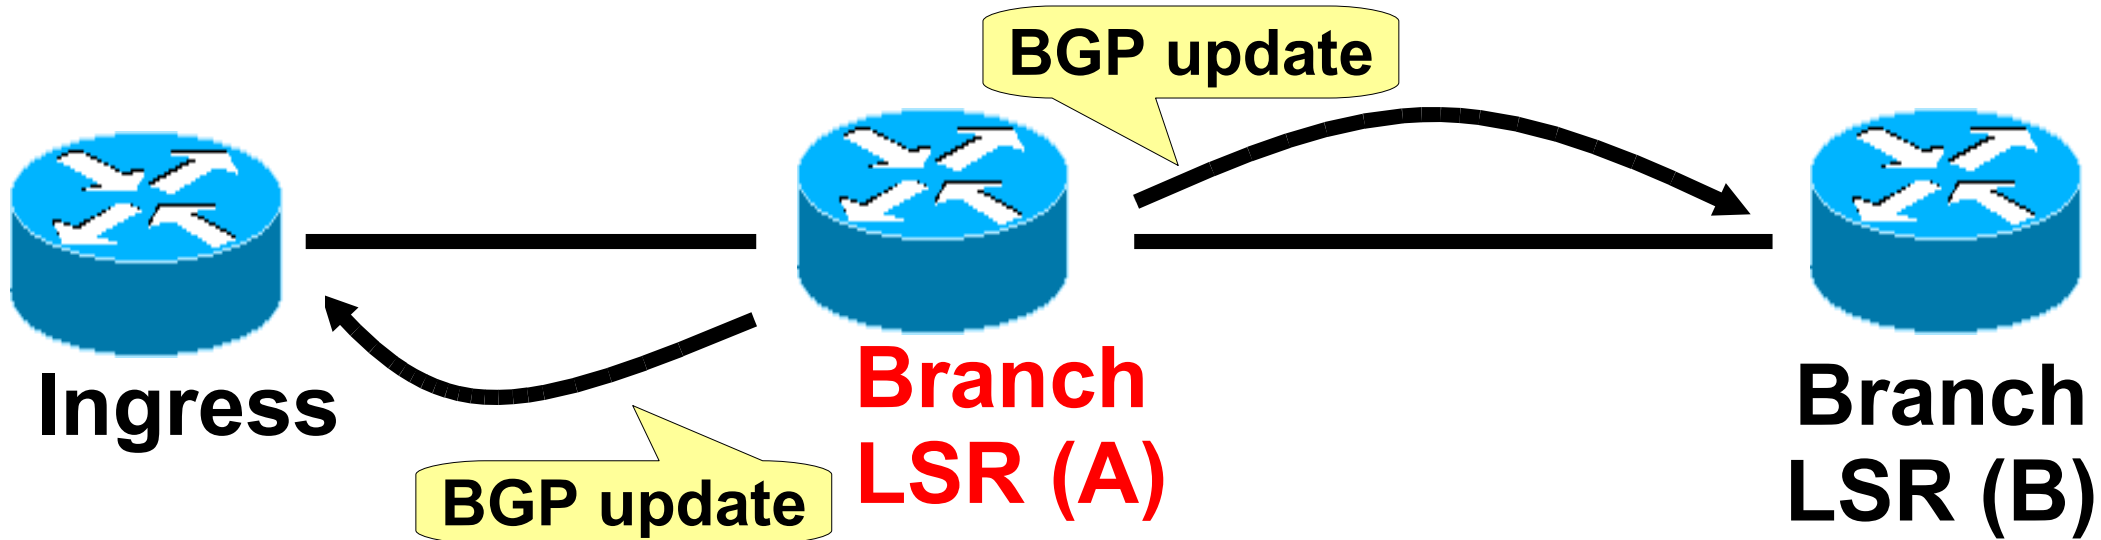 BGP update
Ingress
Branch
LSR (A)
Branch
LSR (B)
BGP update